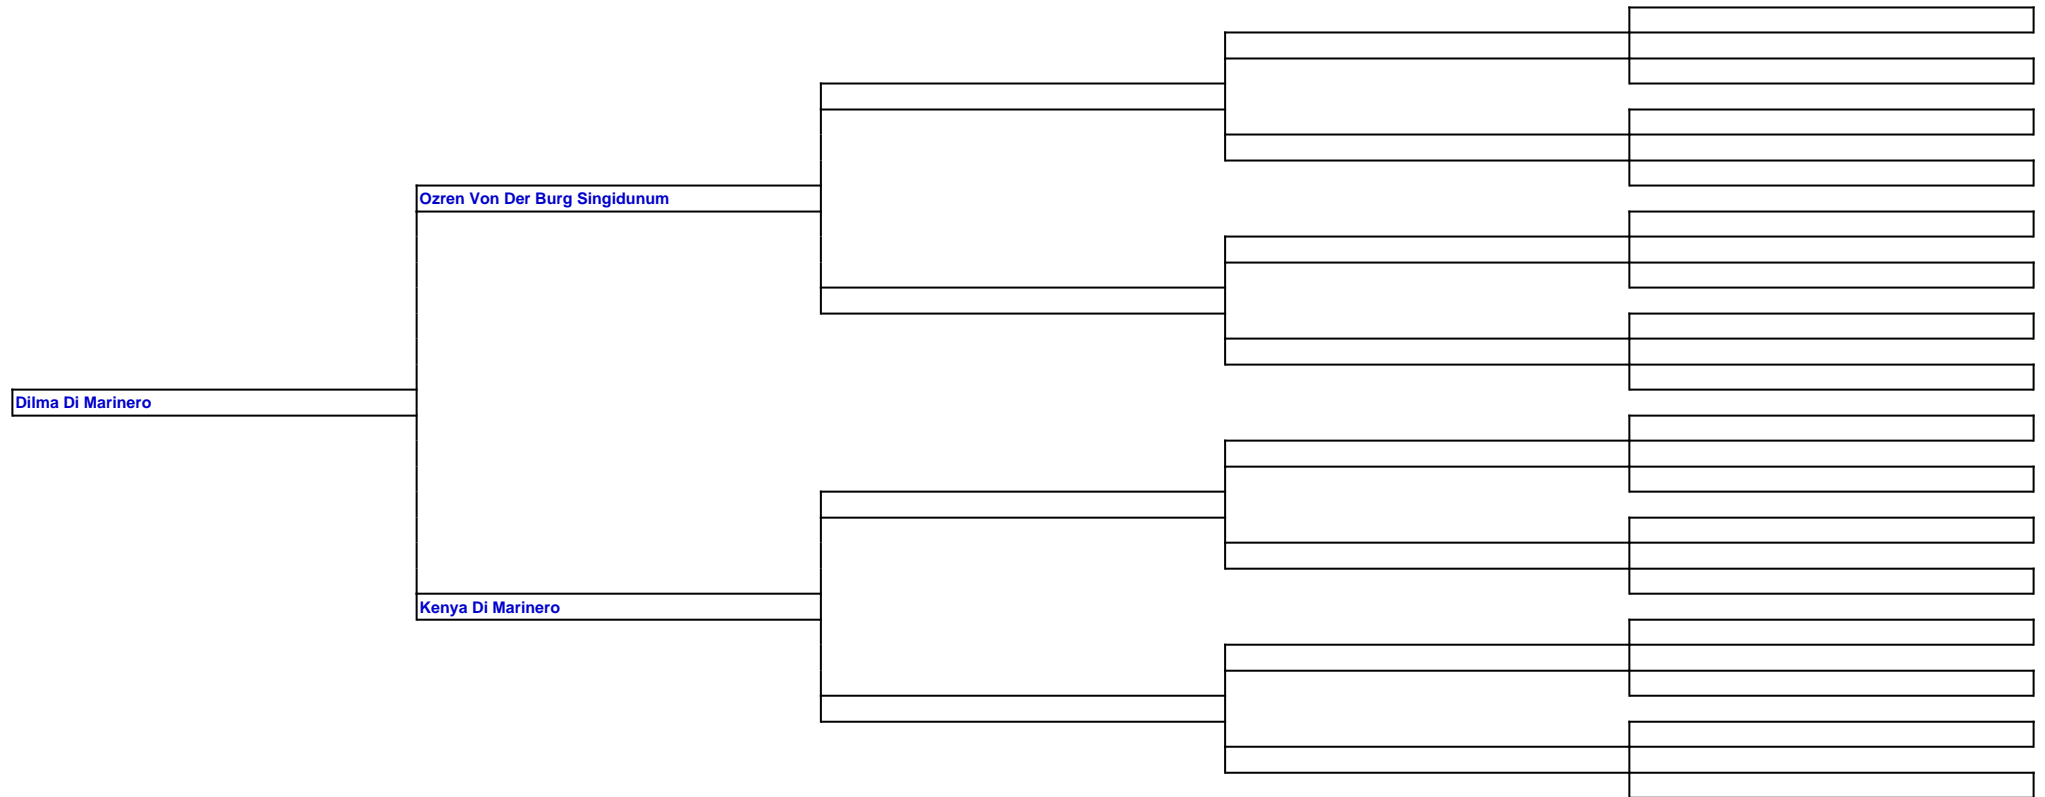 Ozren Von Der Burg Singidunum
Dilma Di Marinero
Kenya Di Marinero